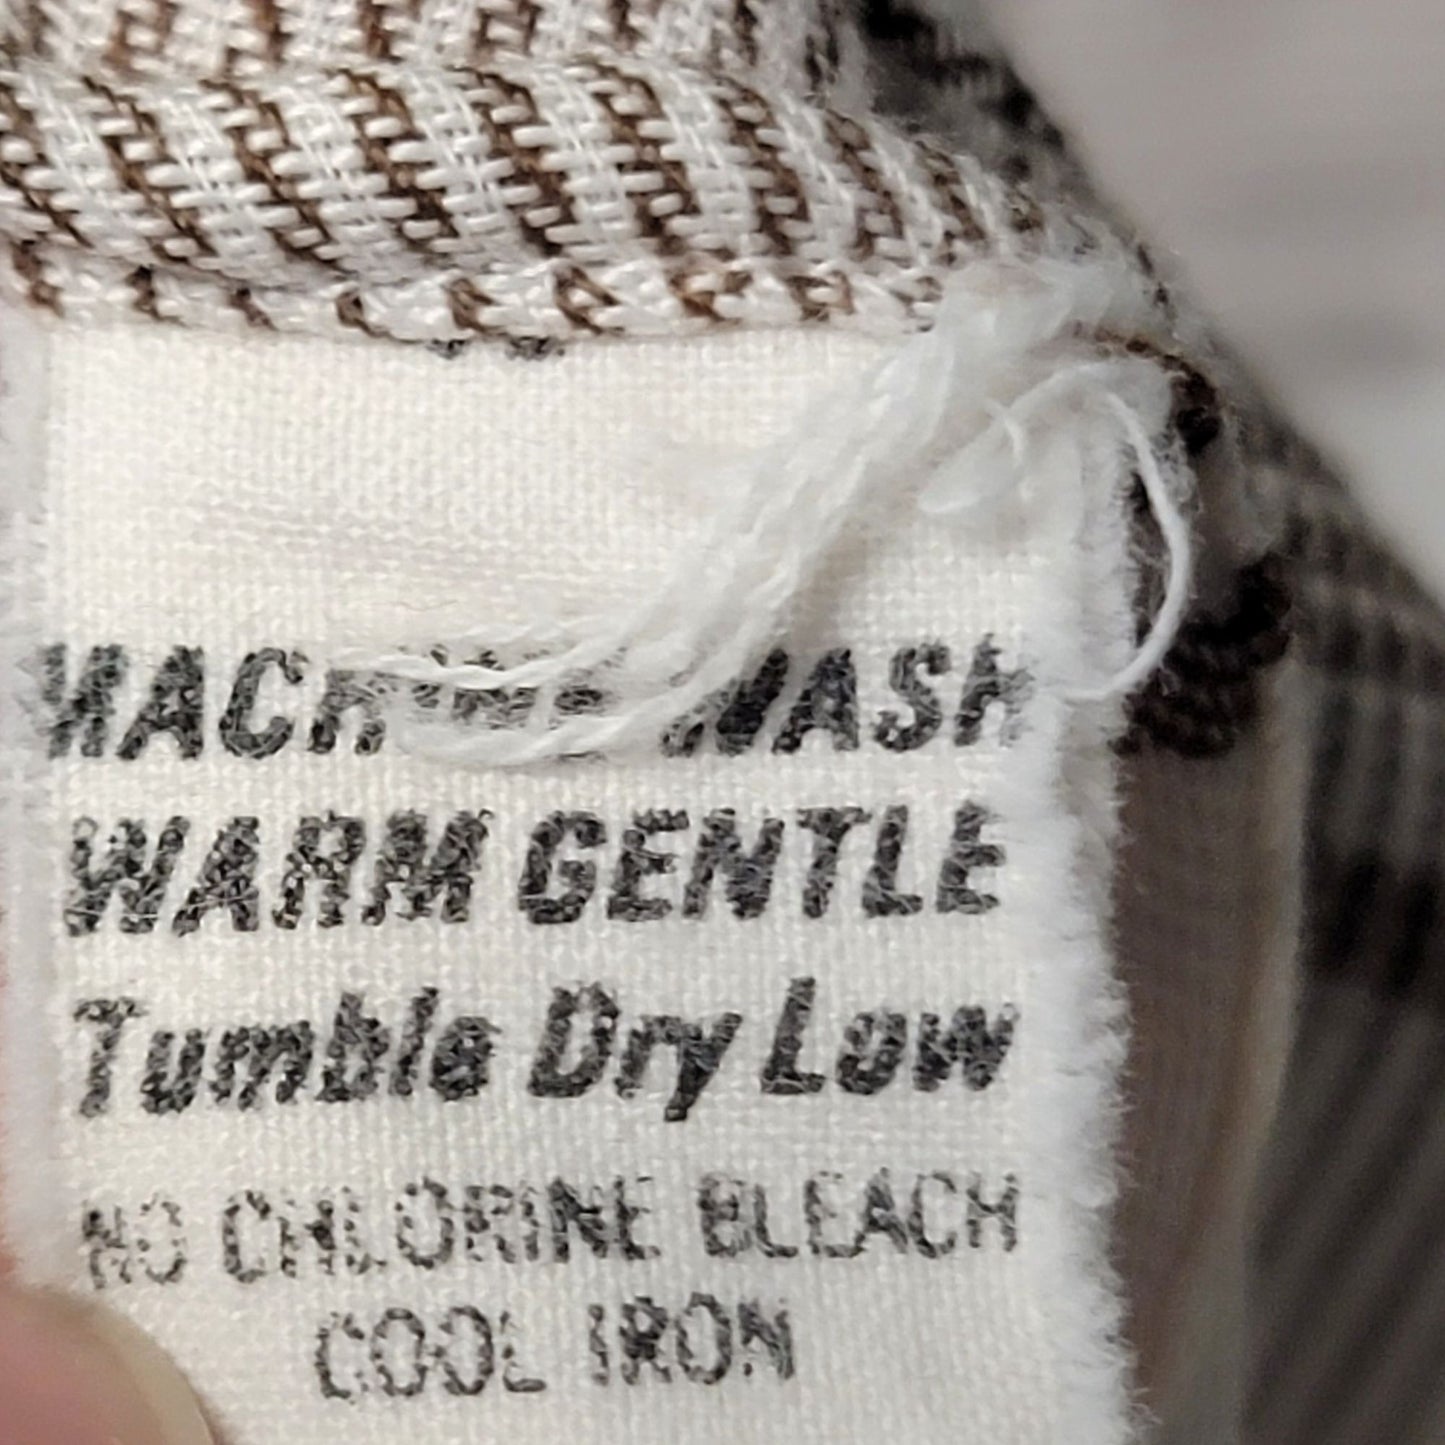 MACHINE WASH
WARM GENTLE
Tumble Dry Low
NO CHLORINE BLEACH
COOL IRON